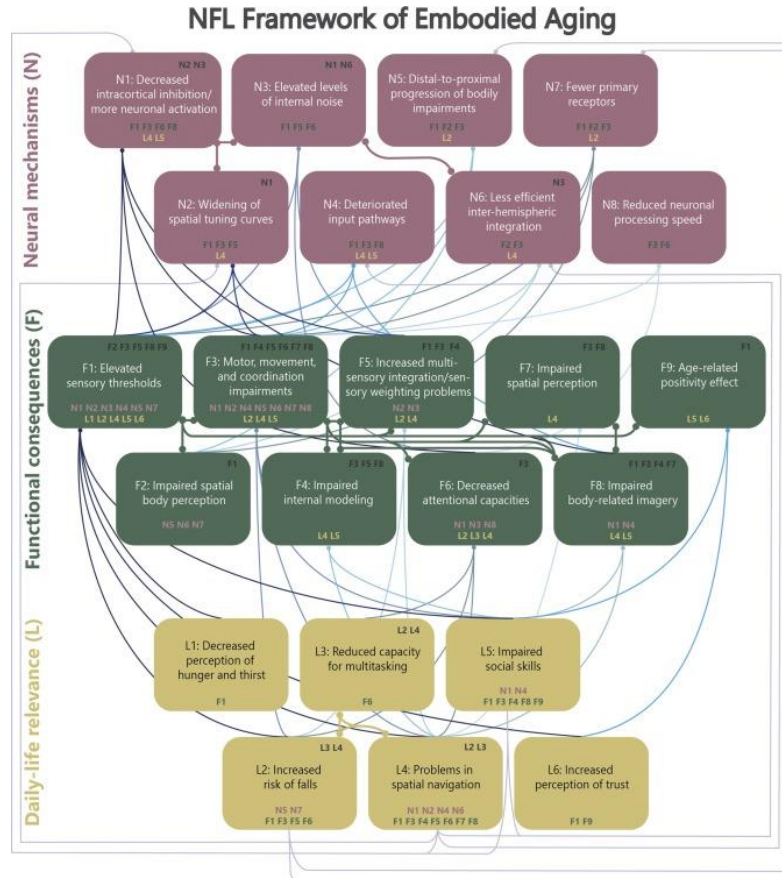 NFL Framework of Embodied Aging
Neural mechanisms (N)
N2 N3
N1: Decreased
intracortical inhibition/
more neuronal activation
F1 F3 F6 F8
L4 L5
N1 N6
N3: Elevated levels
of internal noise
F1 F5 F6
N5: Distal-to-proximal
progression of bodily
impairments
F1 F2 F3
L2
N7: Fewer primary
receptors
F1 F2 F3
L2
N1
N2: Widening of
spatial tuning curves
F1 F3 F5
L4
N4: Deteriorated
input pathways
F1 F3 F8
L4 L5
N3
N6: Less efficient
inter-hemispheric
integration
F2 F3
L4
N8: Reduced neuronal
processing speed
F3 F6
Functional consequences (F)
F2 F3 F5 F8 F9
F1: Elevated
sensory thresholds
N1 N2 N3 N4 N5 N7
L1 L2 L4 L5 L6
F1 F4 F5 F6 F7 F8
F3: Motor, movement,
and coordination
impairments
N1 N2 N4 N5 N6 N7 N8
L2 L4 L5
F1 F3 F4
F5: Increased multi-
sensory integration/sen-
sory weighting problems
N2 N3
L2 L4
F3 F8
F7: Impaired
spatial perception
L4
F1
F9: Age-related
positivity effect
L5 L6
F1
F2: Impaired spatial
body perception
N5 N6 N7
F3 F5 F8
F4: Impaired
internal modeling
L4 L5
F3
F6: Decreased
attentional capacities
N1 N3 N8
L2 L3 L4
F1 F3 F4 F7
F8: Impaired
body-related imagery
N1 N4
L4 L5
Daily-life relevance (L)
L1: Decreased
perception of
hunger and thirst
F1
L2 L4
L3: Reduced capacity
for multitasking
F6
L5: Impaired
social skills
N1 N4
F1 F3 F4 F8 F9
L3 L4
L2: Increased
risk of falls
N5 N7
F1 F3 F5 F6
L2 L3
L4: Problems in
spatial navigation
N1 N2 N4 N6
F1 F3 F4 F5 F6 F7 F8
L6: Increased
perception of trust
F1 F9